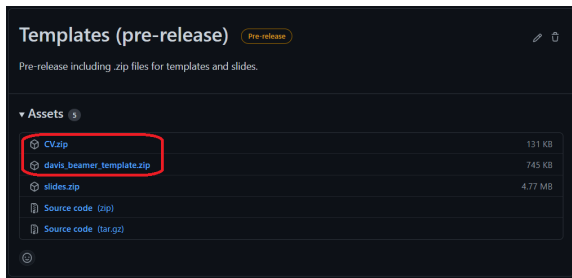 Templates (pre-release) Pre-release
Pre-release including .zip files for templates and slides.
Assets 5
CV.zip 131 KB
davis_beamer_template.zip 745 KB
slides.zip 4.77 MB
Source code (zip)
Source code (tar.gz)